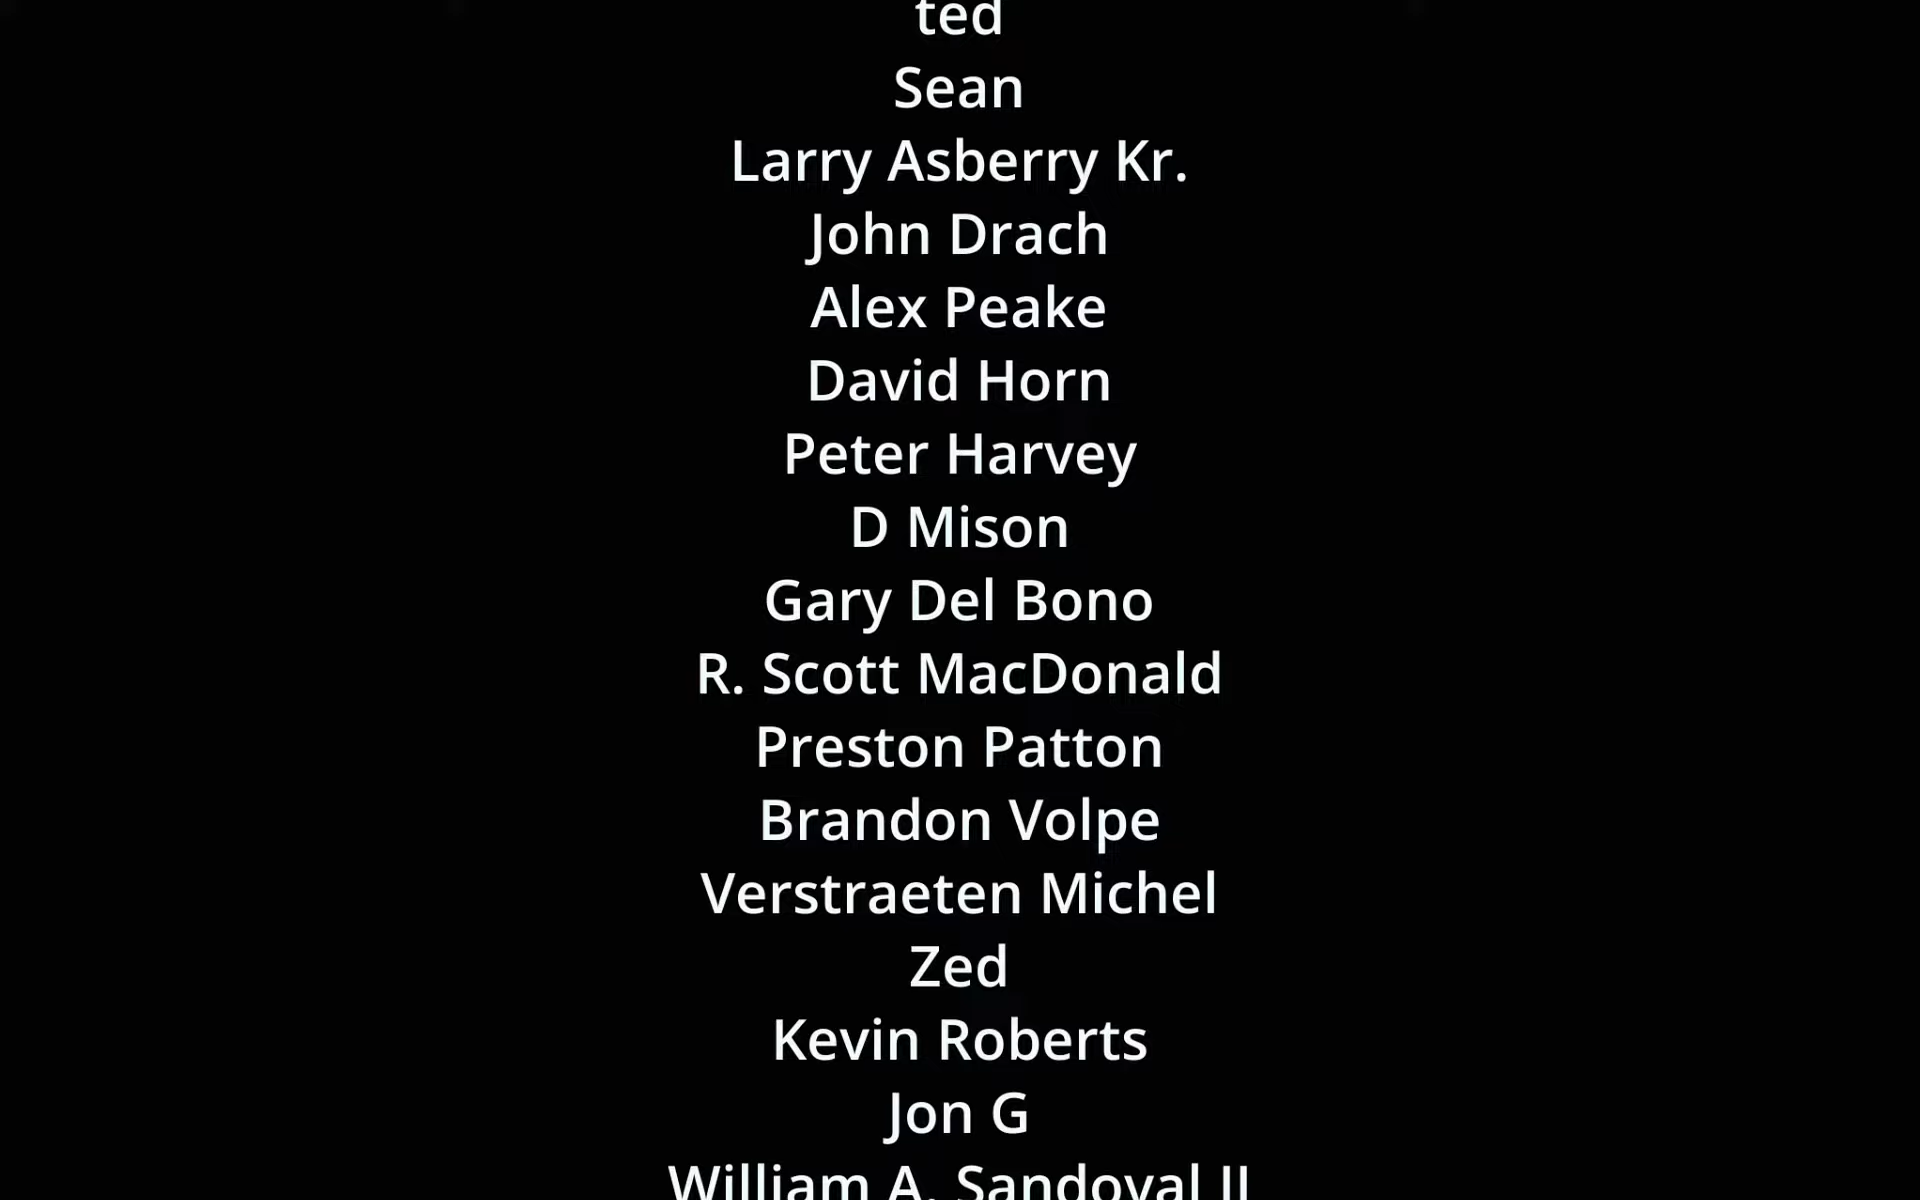 ted
Sean
Larry Asberry Kr.
John Drach
Alex Peake
David Horn
Peter Harvey
D Mison
Gary Del Bono
R. Scott MacDonald
Preston Patton
Brandon Volpe
Verstraeten Michel
Zed
Kevin Roberts
Jon G
William A. Sandoval II